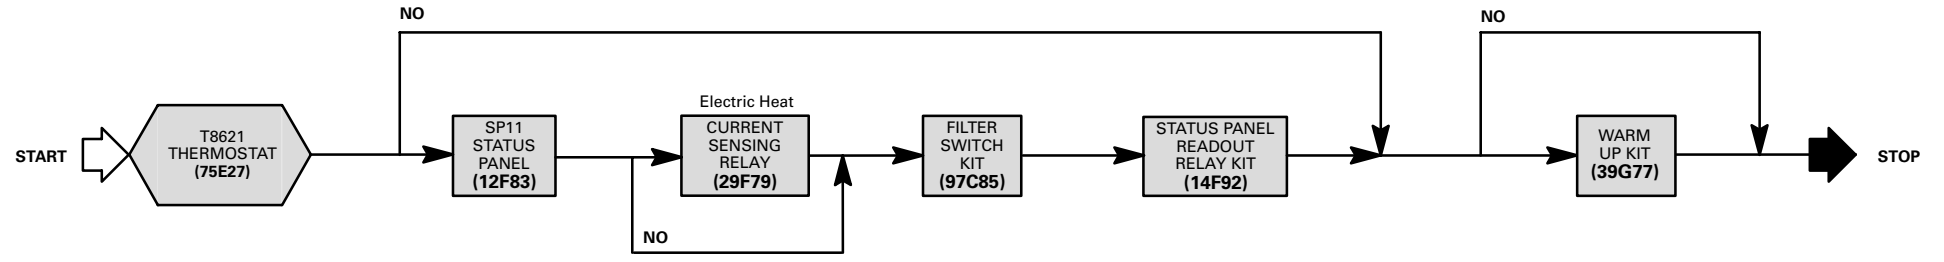 NO
NO
START
T8621
THERMOSTAT
(75E27)
SP11
STATUS
PANEL
(12F83)
Electric Heat
CURRENT
SENSING
RELAY
(29F79)
NO
FILTER
SWITCH
KIT
(97C85)
STATUS PANEL
READOUT
RELAY KIT
(14F92)
WARM
UP KIT
(39G77)
STOP